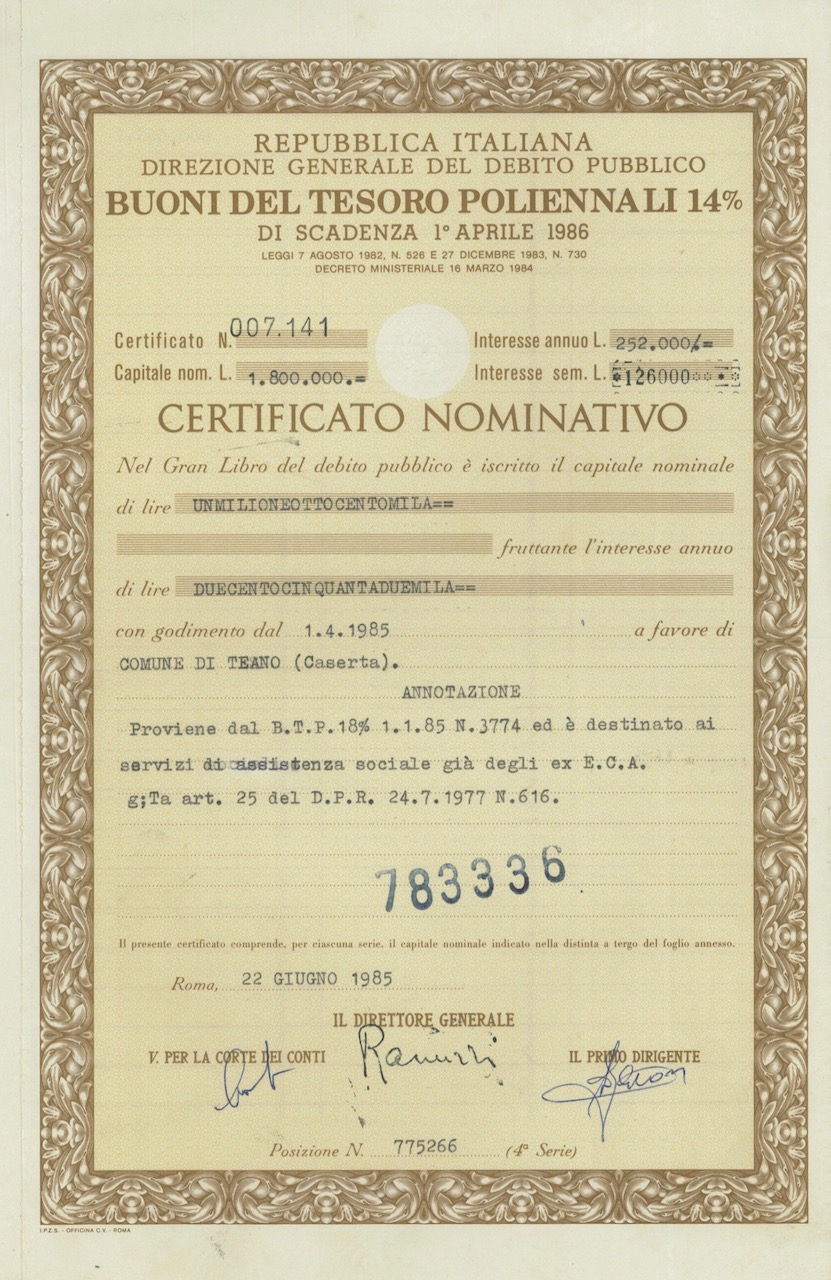 REPUBBLICA ITALIANA
DIREZIONE GENERALE DEL DEBITO PUBBLICO
BUONI DEL TESORO POLIENNALI 14%
DI SCADENZA 1° APRILE 1986
LEGGI 7 AGOSTO 1982, N. 526 E 27 DICEMBRE 1983, N. 730
DECRETO MINISTERIALE 16 MARZO 1984
Certificato N. 007.141 Interesse annuo L. 252.000/=
Capitale nom. L. 1.800.000.= Interesse sem. L. *126000***
CERTIFICATO NOMINATIVO
Nel Gran Libro del debito pubblico è iscritto il capitale nominale
di lire UNMILIONEOTTOCENTOMILA==
fruttante l'interesse annuo
di lire DUECENTOCINQUANTADUEMILA==
con godimento dal 1.4.1985 a favore di
COMUNE DI TEANO (Caserta).
ANNOTAZIONE
Proviene dal B.T.P.18% 1.1.85 N.3774 ed è destinato ai
servizi di assistenza sociale già degli ex E.C.A.
g;Ta art. 25 del D.P.R. 24.7.1977 N.616.
783336
Il presente certificato comprende, per ciascuna serie, il capitale nominale indicato nella distinta a tergo del foglio annesso.
Roma, 22 GIUGNO 1985
IL DIRETTORE GENERALE
V. PER LA CORTE DEI CONTI IL PRIMO DIRIGENTE
Posizione N. 775266 (4ª Serie)
I.P.Z.S. - OFFICINA C.V. - ROMA